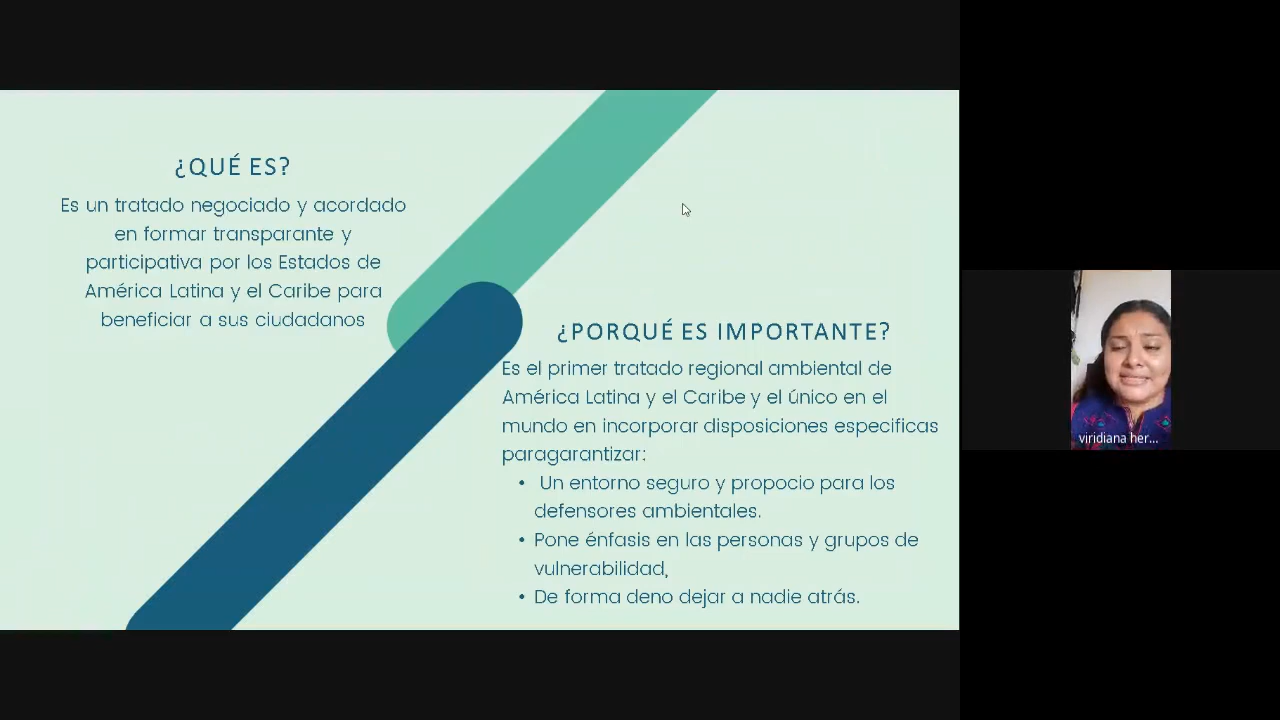 ¿QUÉ ES?
Es un tratado negociado y acordado
en formar transparante y
participativa por los Estados de
América Latina y el Caribe para
beneficiar a sus ciudadanos
¿PORQUÉ ES IMPORTANTE?
Es el primer tratado regional ambiental de
América Latina y el Caribe y el único en el
mundo en incorporar disposiciones especificas
paragarantizar:
• Un entorno seguro y propocio para los
defensores ambientales.
• Pone énfasis en las personas y grupos de
vulnerabilidad,
• De forma deno dejar a nadie atrás.
viridiana her...